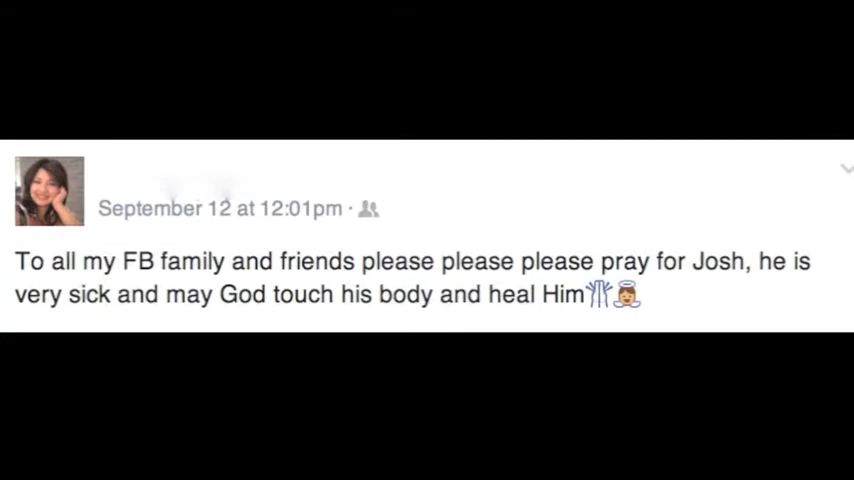 September 12 at 12:01pm ·
To all my FB family and friends please please please pray for Josh, he is
very sick and may God touch his body and heal Him